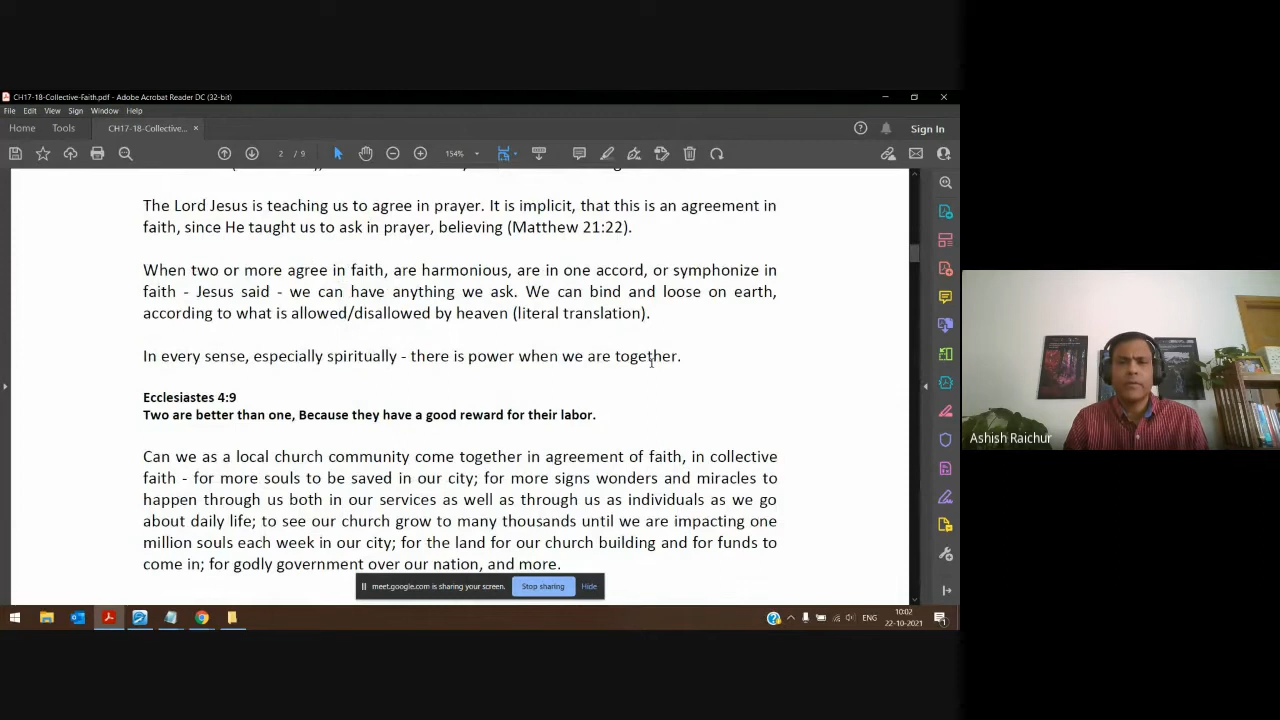 CH17-18-Collective-Faith.pdf - Adobe Acrobat Reader DC (32-bit)
File Edit View Sign Window Help
Home Tools CH17-18-Collective... × Sign In
2 / 9 154%
The Lord Jesus is teaching us to agree in prayer. It is implicit, that this is an agreement in
faith, since He taught us to ask in prayer, believing (Matthew 21:22).
When two or more agree in faith, are harmonious, are in one accord, or symphonize in
faith - Jesus said - we can have anything we ask. We can bind and loose on earth,
according to what is allowed/disallowed by heaven (literal translation).
In every sense, especially spiritually - there is power when we are together.
Ecclesiastes 4:9
Two are better than one, Because they have a good reward for their labor.
Can we as a local church community come together in agreement of faith, in collective
faith - for more souls to be saved in our city; for more signs wonders and miracles to
happen through us both in our services as well as through us as individuals as we go
about daily life; to see our church grow to many thousands until we are impacting one
million souls each week in our city; for the land for our church building and for funds to
come in; for godly government over our nation, and more.
meet.google.com is sharing your screen. Stop sharing Hide
ENG
10:02
22-10-2021
Ashish Raichur